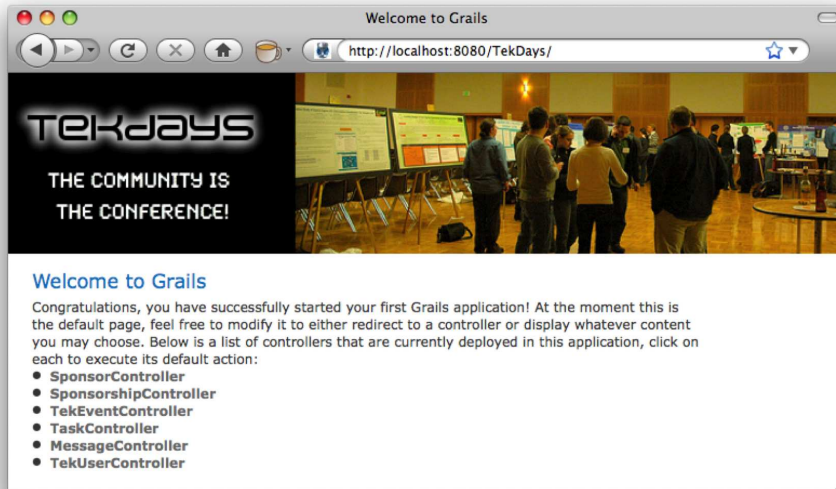 Welcome to Grails
http://localhost:8080/TekDays/
TEKDAYS
THE COMMUNITY IS
THE CONFERENCE!
Welcome to Grails
Congratulations, you have successfully started your first Grails application! At the moment this is
the default page, feel free to modify it to either redirect to a controller or display whatever content
you may choose. Below is a list of controllers that are currently deployed in this application, click on
each to execute its default action:
• SponsorController
• SponsorshipController
• TekEventController
• TaskController
• MessageController
• TekUserController